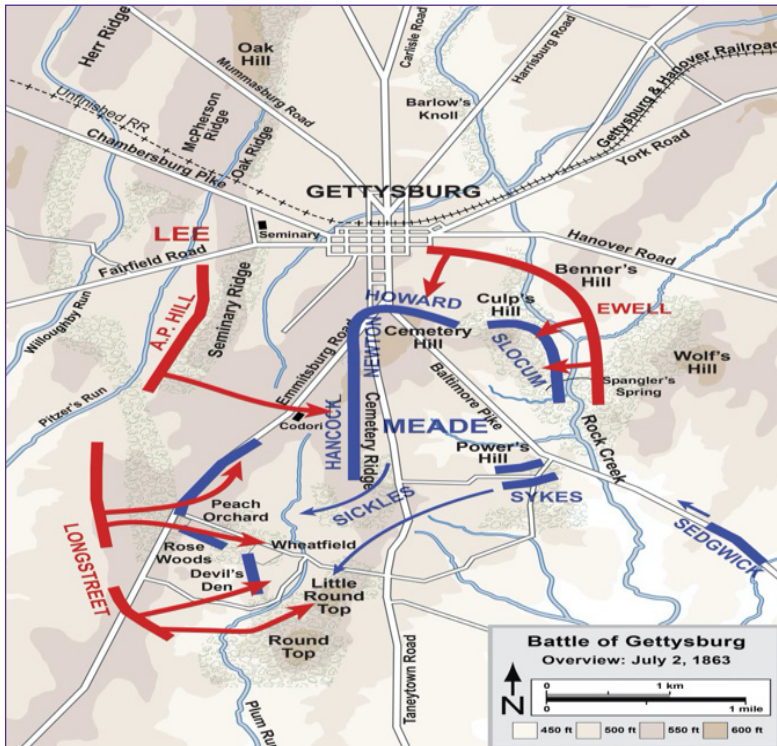 Herr Ridge
Oak
Hill
Carlisle Road
Harrisburg Road
Gettysburg & Hanover Railroad
Mummasburg Road
Unfinished RR
McPherson
Ridge
Barlow's
Knoll
Chambersburg Pike
Oak Ridge
York Road
GETTYSBURG
LEE
Seminary
Hanover Road
Fairfield Road
Benner's
Hill
Willoughby Run
A.P. HILL
Seminary Ridge
HOWARD
Culp's
Hill
EWELL
Emmitsburg Road
NEWTON
Cemetery
Hill
SLOCUM
Wolf's
Hill
Pitzer's Run
Baltimore Pike
Spangler's
Spring
Codori
HANCOCK
Cemetery Ridge
MEADE
Rock Creek
Power's
Hill
Peach
Orchard
SICKLES
SYKES
LONGSTREET
Rose
Woods
Wheatfield
SEDGWICK
Devil's
Den
Little
Round
Top
Round
Top
Taneytown Road
Plum Run
Battle of Gettysburg
Overview: July 2, 1863
N
0 1 km
0 1 mile
450 ft 500 ft 550 ft 600 ft